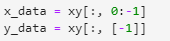 x_data = xy[:, 0:-1]
y_data = xy[:, [-1]]